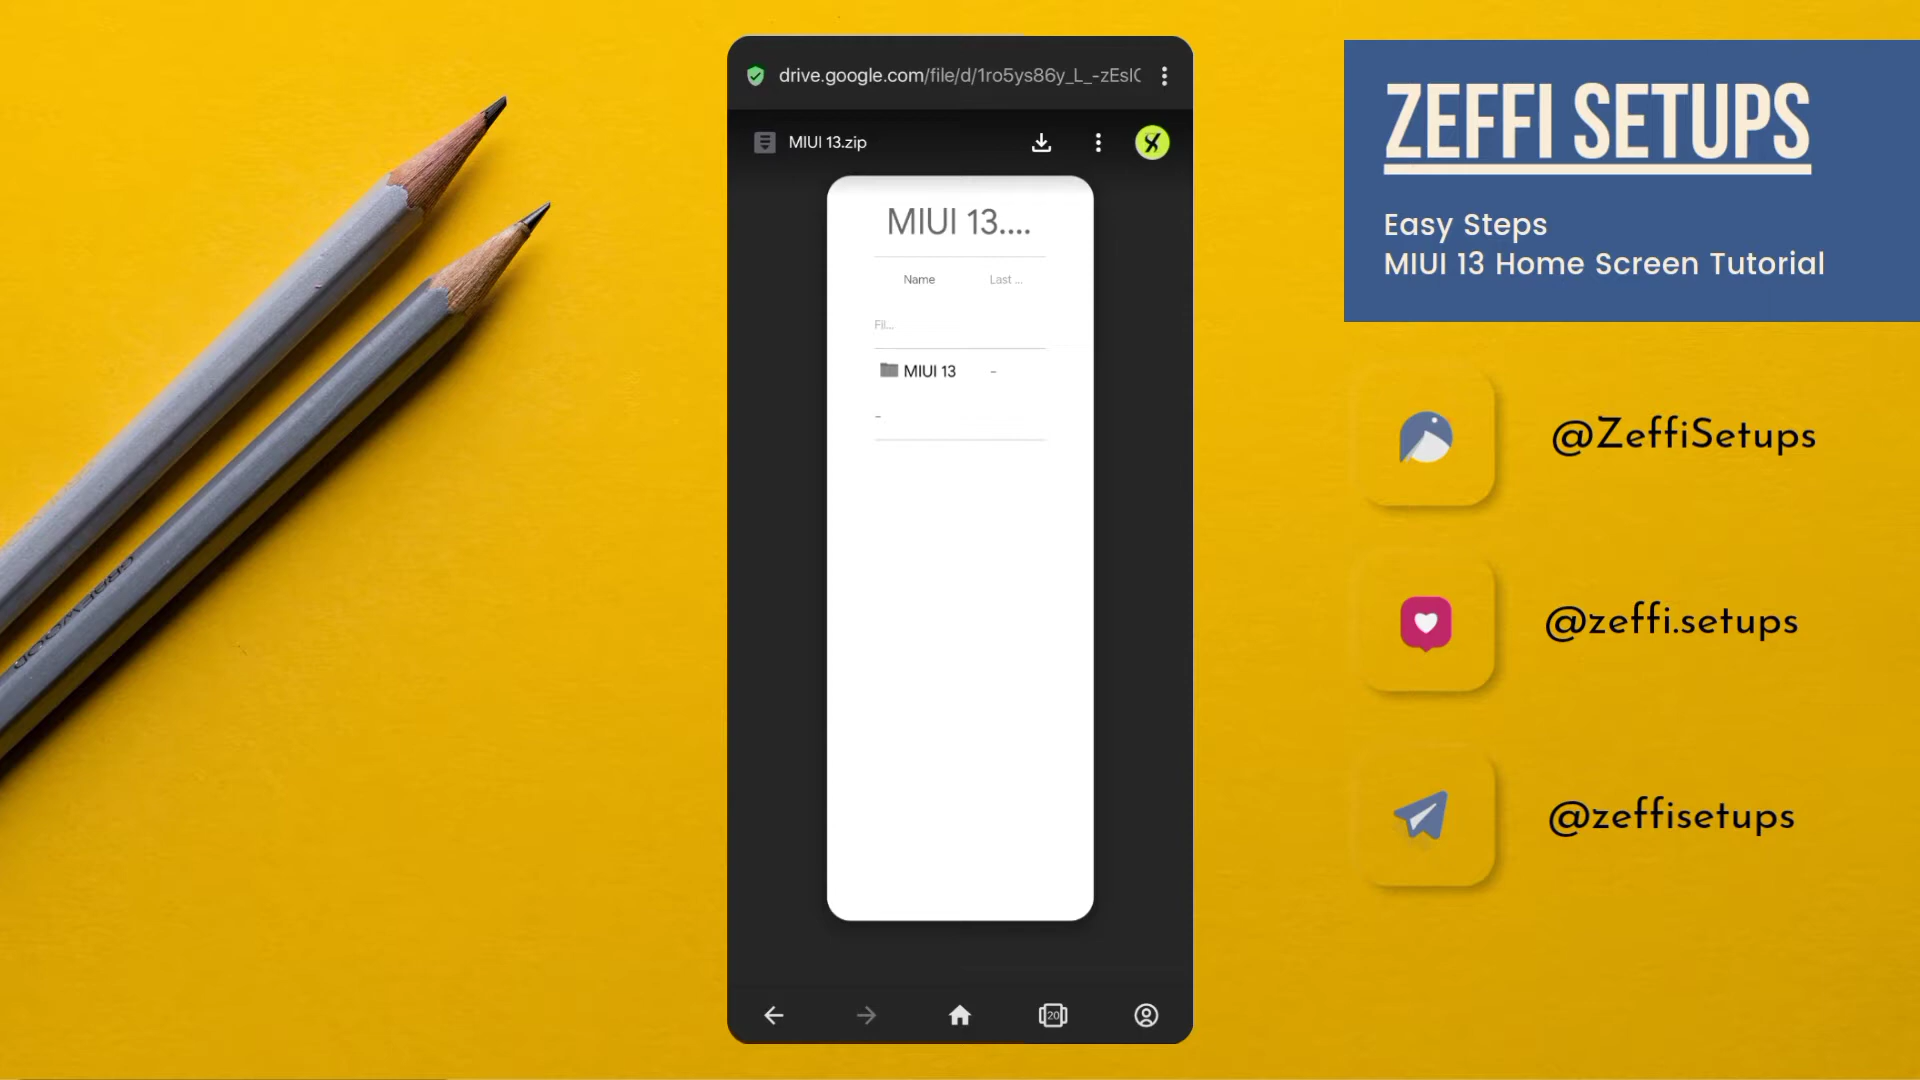 drive.google.com/file/d/1ro5ys86y_L_-zEslC
MIUI 13.zip
MIUI 13....
Name
Last ...
Fil...
MIUI 13
-
-
20
ZEFFI SETUPS
Easy Steps
MIUI 13 Home Screen Tutorial
@ZeffiSetups
@zeffi.setups
@zeffisetups